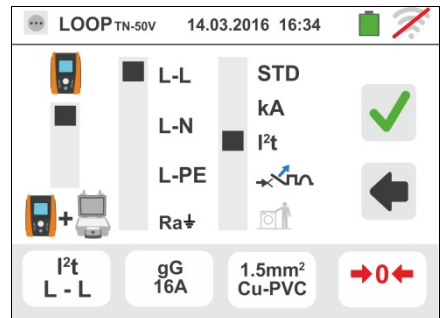 LOOP TN-50V 14.03.2016 16:34
L-L
L-N
L-PE
Ra⏚
STD
kA
I²t
I²t
L - L
gG
16A
1.5mm²
Cu-PVC
→0←